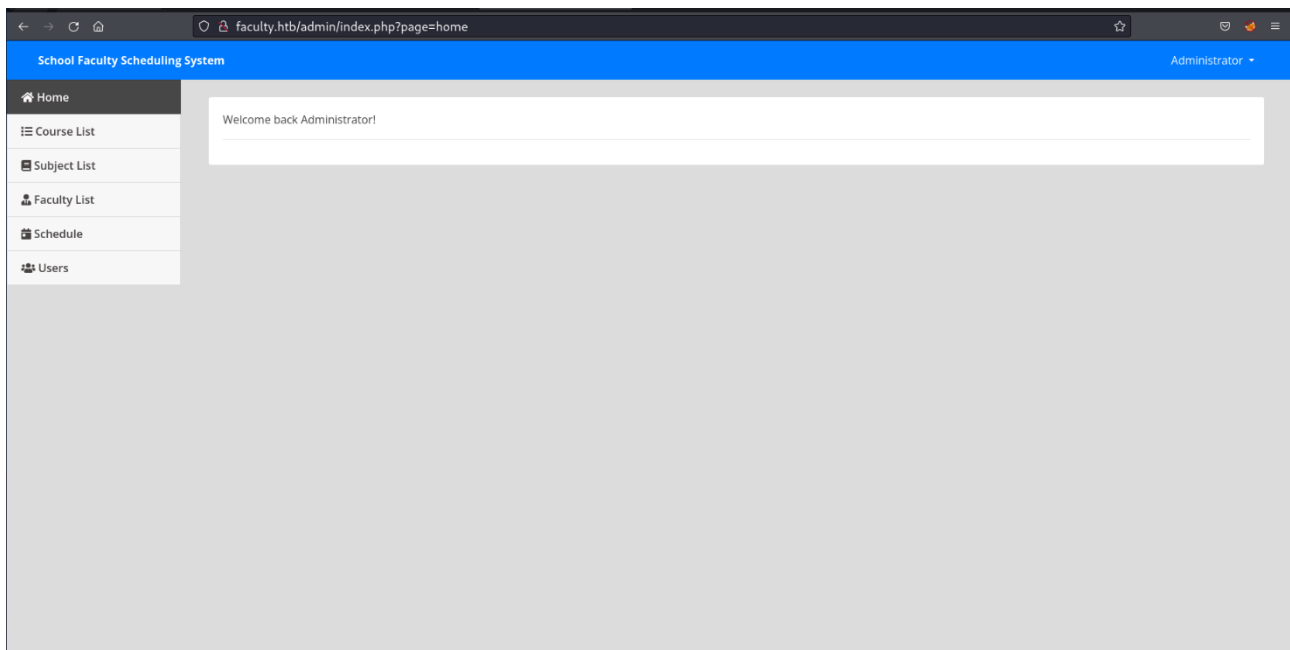 faculty.htb/admin/index.php?page=home
School Faculty Scheduling System
Administrator
Home
Course List
Subject List
Faculty List
Schedule
Users
Welcome back Administrator!